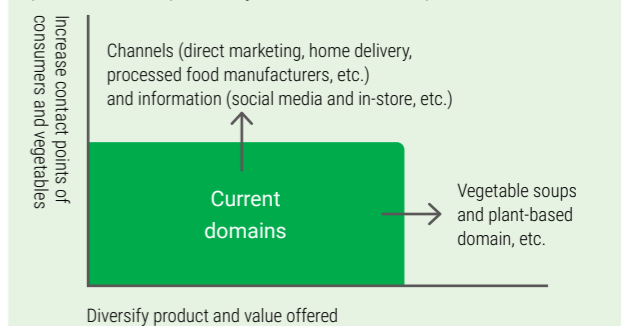 Increase contact points of
consumers and vegetables
Channels (direct marketing, home delivery,
processed food manufacturers, etc.)
and information (social media and in-store, etc.)
Current
domains
Vegetable soups
and plant-based
domain, etc.
Diversify product and value offered